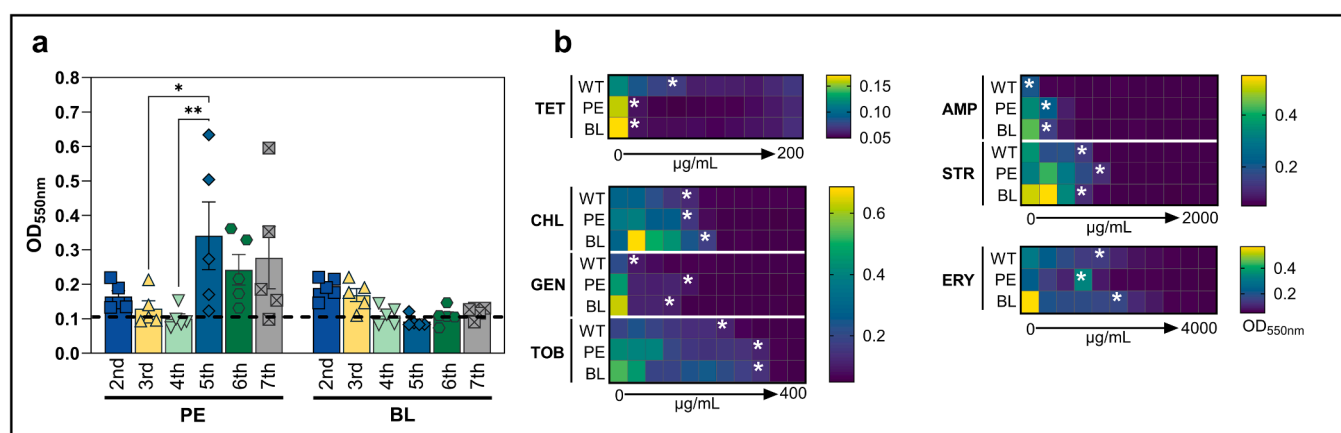 a
OD550nm
0.8
0.7
0.6
0.5
0.4
0.3
0.2
0.1
0.0
*
**
2nd 3rd 4th 5th 6th 7th 2nd 3rd 4th 5th 6th 7th
PE BL
b
TET
WT *
PE *
BL *
0 µg/mL 200
0.15
0.10
0.05
CHL
WT *
PE *
BL *
GEN
WT *
PE *
BL *
TOB
WT *
PE *
BL *
0 µg/mL 400
0.6
0.4
0.2
AMP
WT *
PE *
BL *
STR
WT *
PE *
BL *
0 µg/mL 2000
0.4
0.2
ERY
WT *
PE *
BL *
0 µg/mL 4000
0.4
0.2
OD550nm